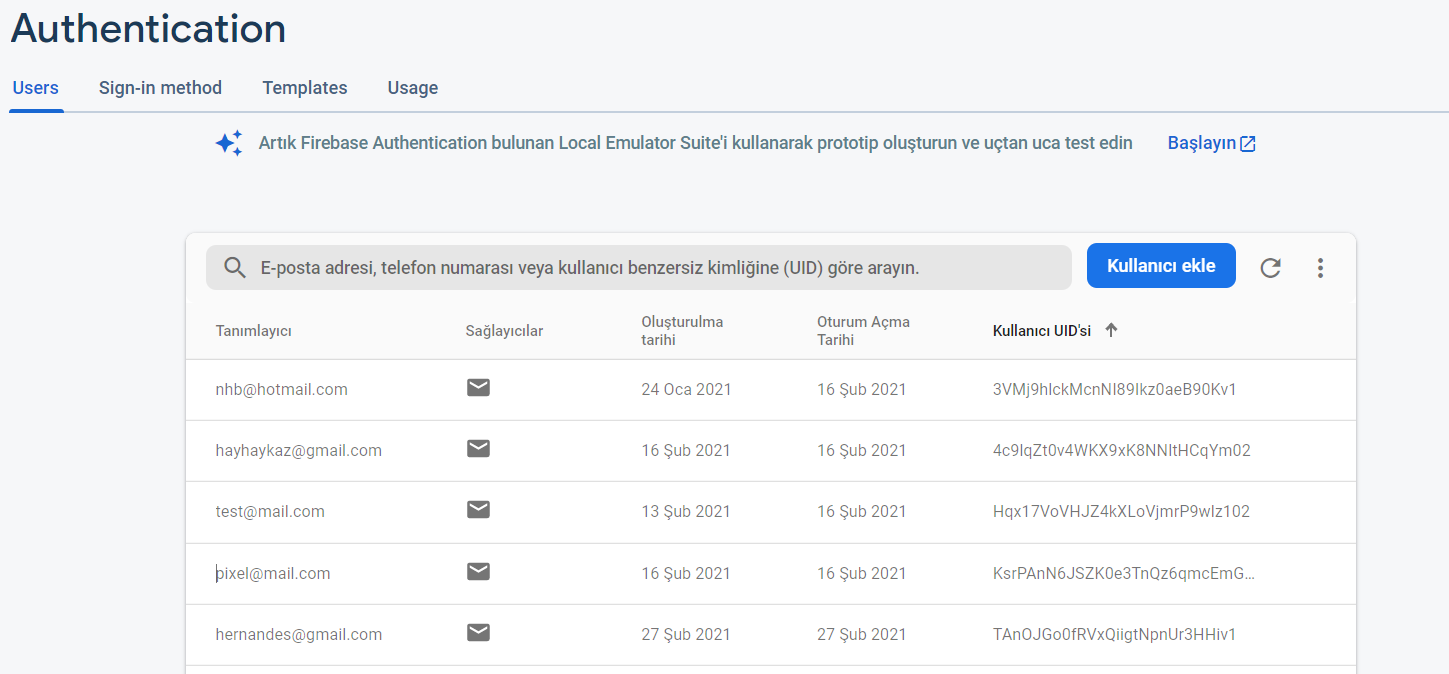 Authentication
Users Sign-in method Templates Usage
Artık Firebase Authentication bulunan Local Emulator Suite'i kullanarak prototip oluşturun ve uçtan uca test edin Başlayın
E-posta adresi, telefon numarası veya kullanıcı benzersiz kimliğine (UID) göre arayın. Kullanıcı ekle
Tanımlayıcı Sağlayıcılar Oluşturulma tarihi Oturum Açma Tarihi Kullanıcı UID'si
nhb@hotmail.com 24 Oca 2021 16 Şub 2021 3VMj9hlckMcnNI89Ikz0aeB90Kv1
hayhaykaz@gmail.com 16 Şub 2021 16 Şub 2021 4c9lqZt0v4WKX9xK8NNItHCqYm02
test@mail.com 13 Şub 2021 16 Şub 2021 Hqx17VoVHJZ4kXLoVjmrP9wIz102
pixel@mail.com 16 Şub 2021 16 Şub 2021 KsrPAnN6JSZK0e3TnQz6qmcEmG...
hernandes@gmail.com 27 Şub 2021 27 Şub 2021 TAnOJGo0fRVxQiigtNpnUr3HHiv1